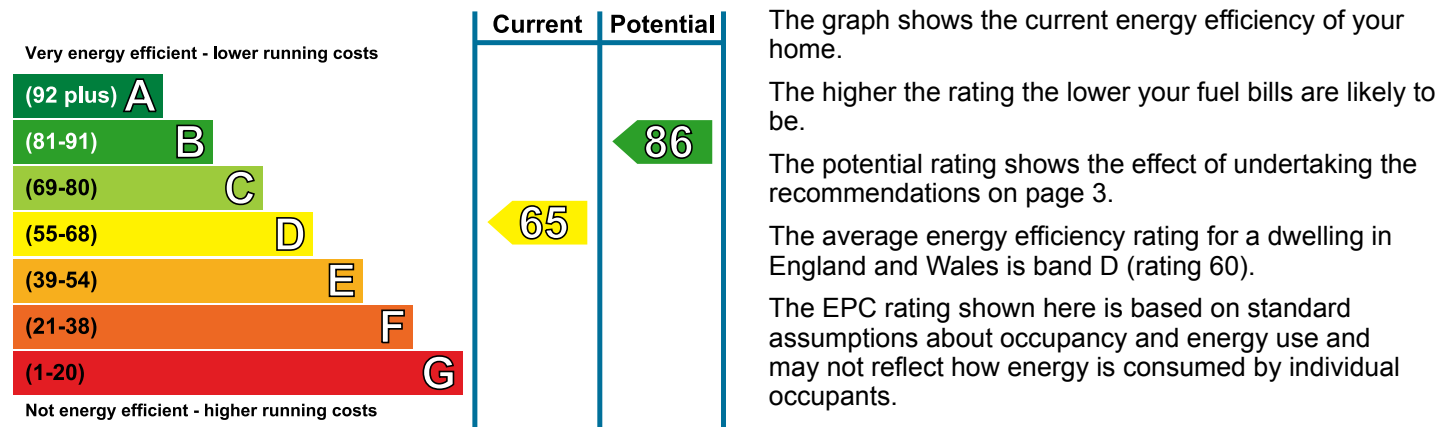 Current Potential
Very energy efficient - lower running costs
(92 plus) A
(81-91) B
86
(69-80) C
(55-68) D
65
(39-54) E
(21-38) F
(1-20) G
Not energy efficient - higher running costs
The graph shows the current energy efficiency of your
home.
The higher the rating the lower your fuel bills are likely to
be.
The potential rating shows the effect of undertaking the
recommendations on page 3.
The average energy efficiency rating for a dwelling in
England and Wales is band D (rating 60).
The EPC rating shown here is based on standard
assumptions about occupancy and energy use and
may not reflect how energy is consumed by individual
occupants.